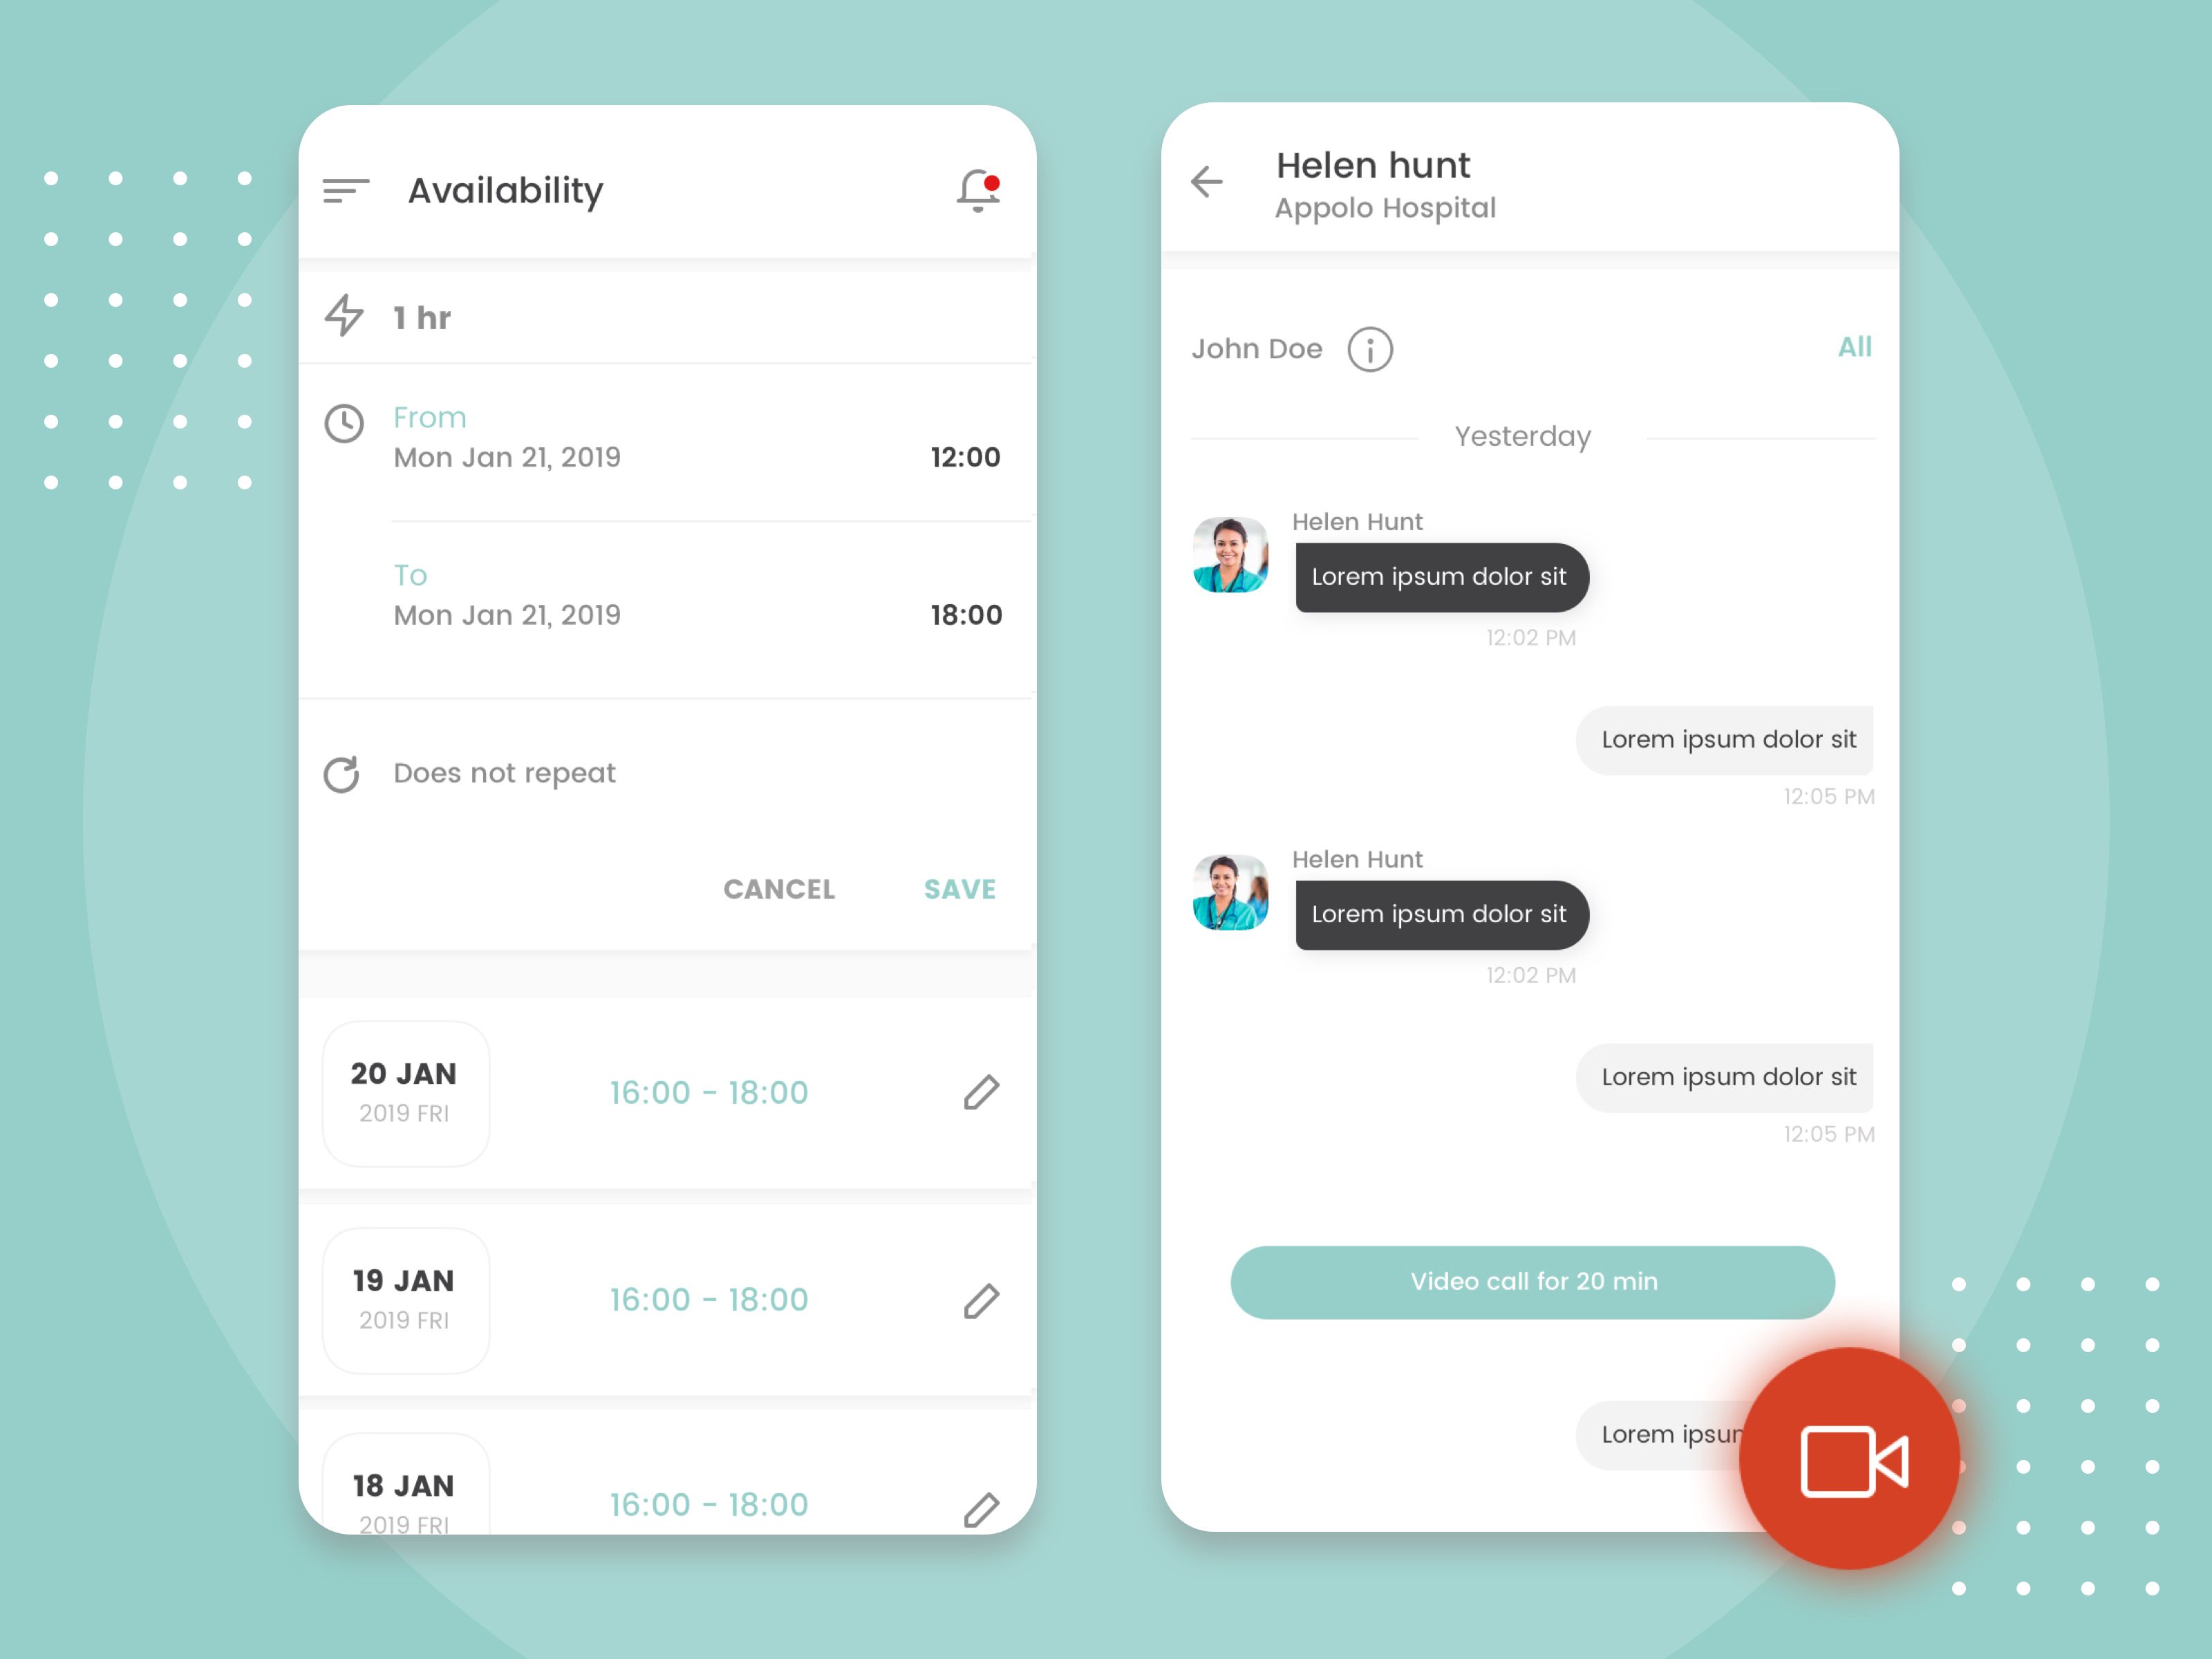 Availability
1 hr
From
Mon Jan 21, 2019 12:00
To
Mon Jan 21, 2019 18:00
Does not repeat
CANCEL SAVE
20 JAN
2019 FRI
16:00 - 18:00
19 JAN
2019 FRI
16:00 - 18:00
18 JAN
2019 FRI
16:00 - 18:00
Helen hunt
Appolo Hospital
John Doe All
Yesterday
Helen Hunt
Lorem ipsum dolor sit
12:02 PM
Lorem ipsum dolor sit
12:05 PM
Helen Hunt
Lorem ipsum dolor sit
12:02 PM
Lorem ipsum dolor sit
12:05 PM
Video call for 20 min
Lorem